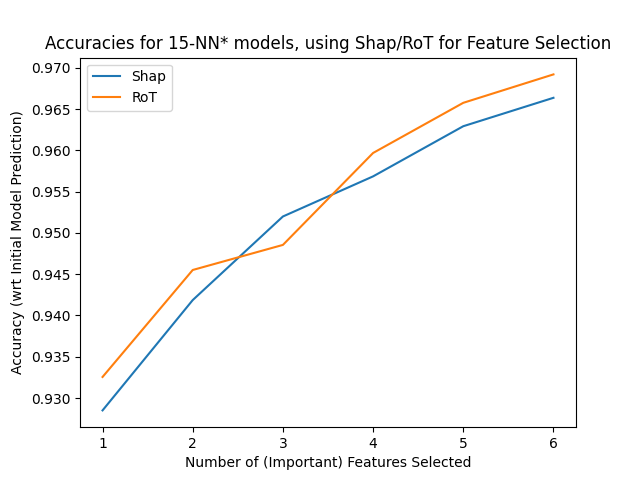 Accuracies for 15-NN* models, using Shap/RoT for Feature Selection
Shap
RoT
Accuracy (wrt Initial Model Prediction)
0.970
0.965
0.960
0.955
0.950
0.945
0.940
0.935
0.930
1 2 3 4 5 6
Number of (Important) Features Selected